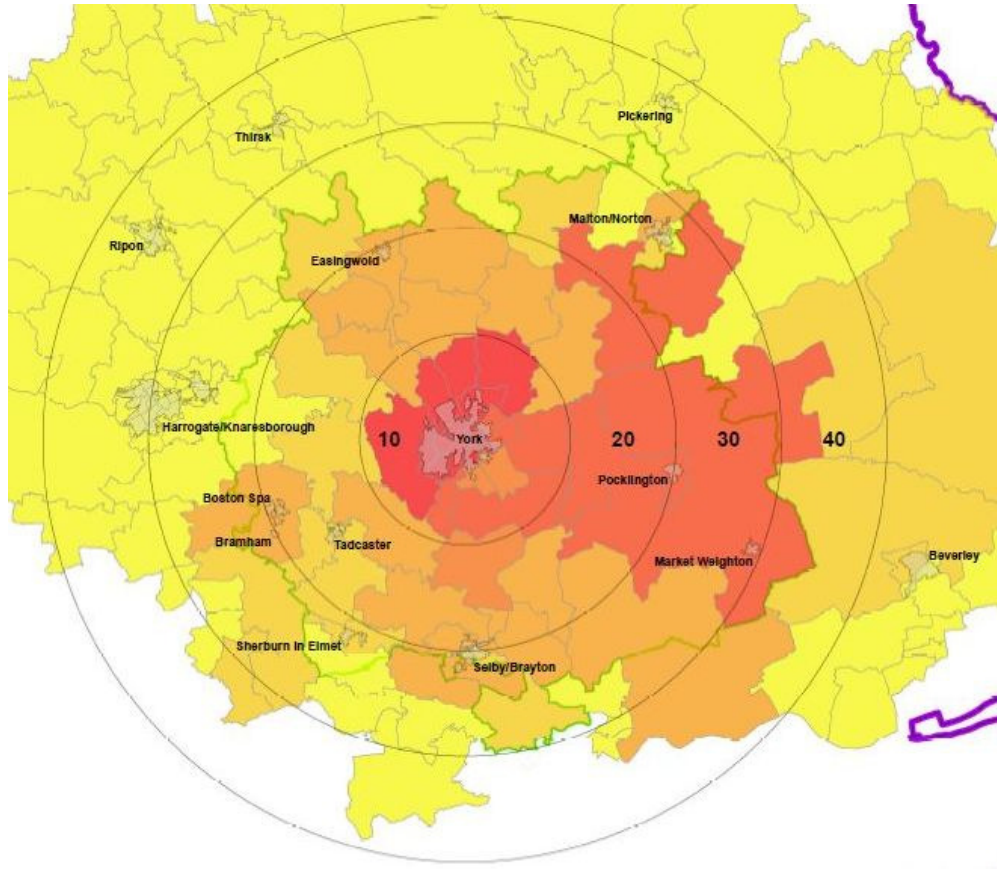 Pickering
Thirsk
Malton/Norton
Ripon
Easingwold
Harrogate/Knaresborough
10
York
20
30
40
Pocklington
Boston Spa
Bramham
Tadcaster
Market Weighton
Beverley
Sherburn In Elmet
Selby/Brayton